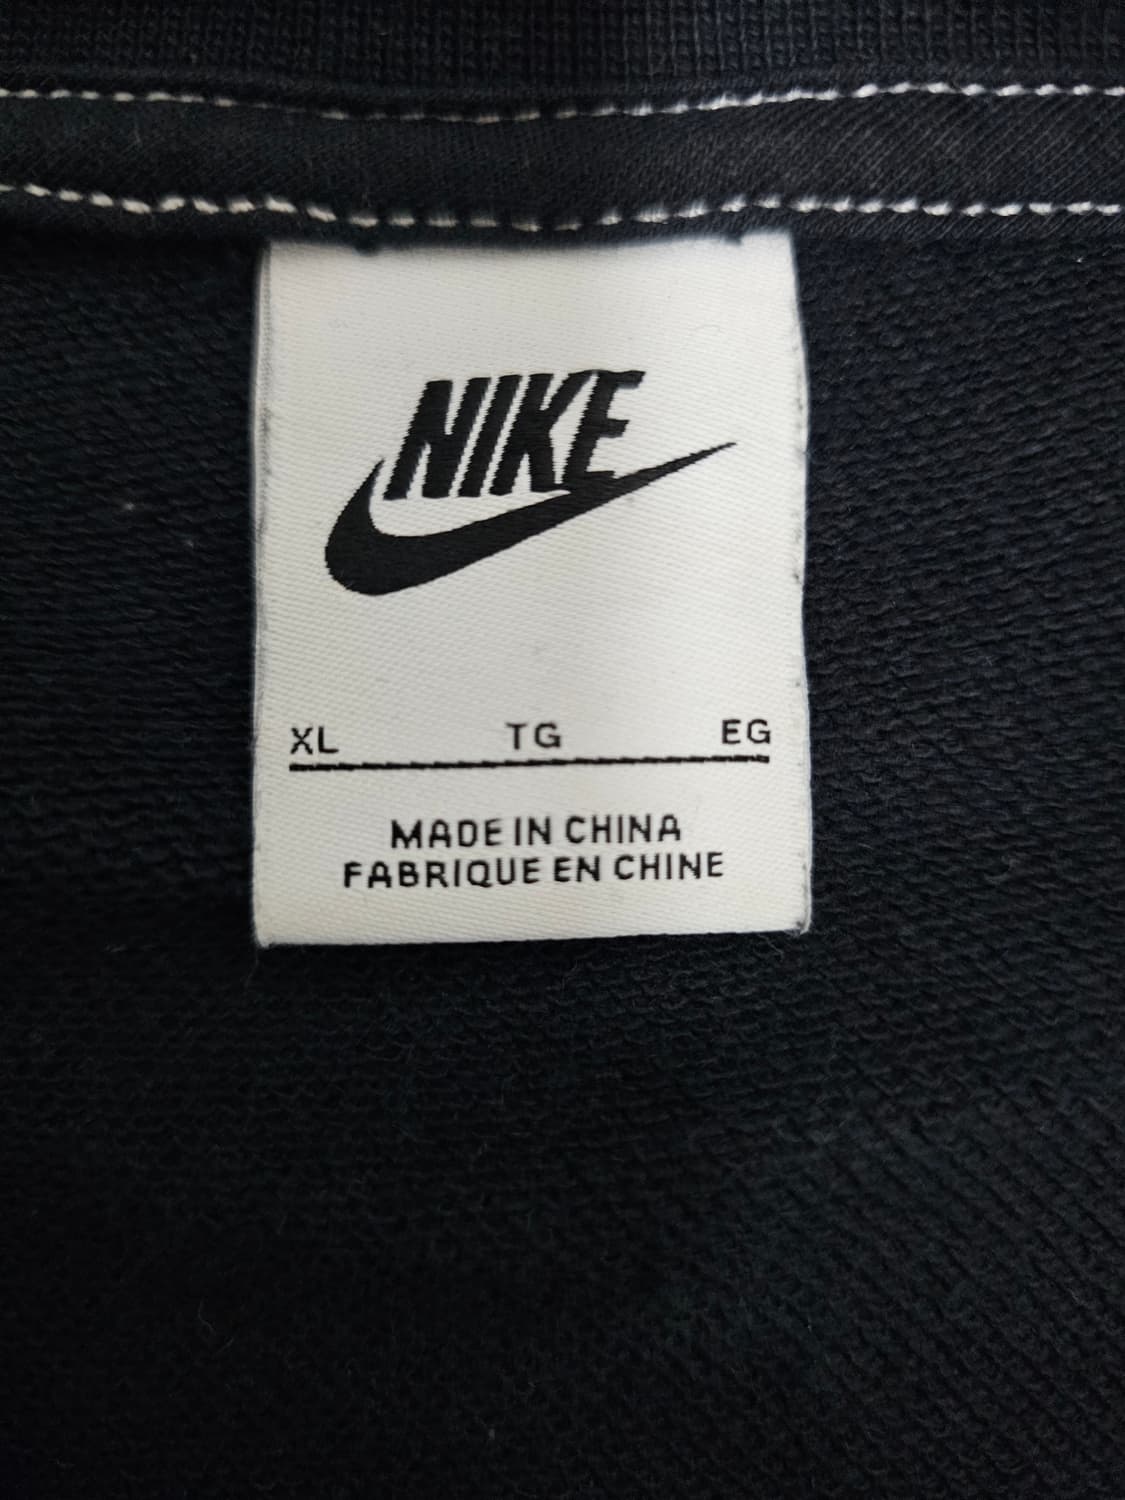 NIKE
XL TG EG
MADE IN CHINA
FABRIQUE EN CHINE